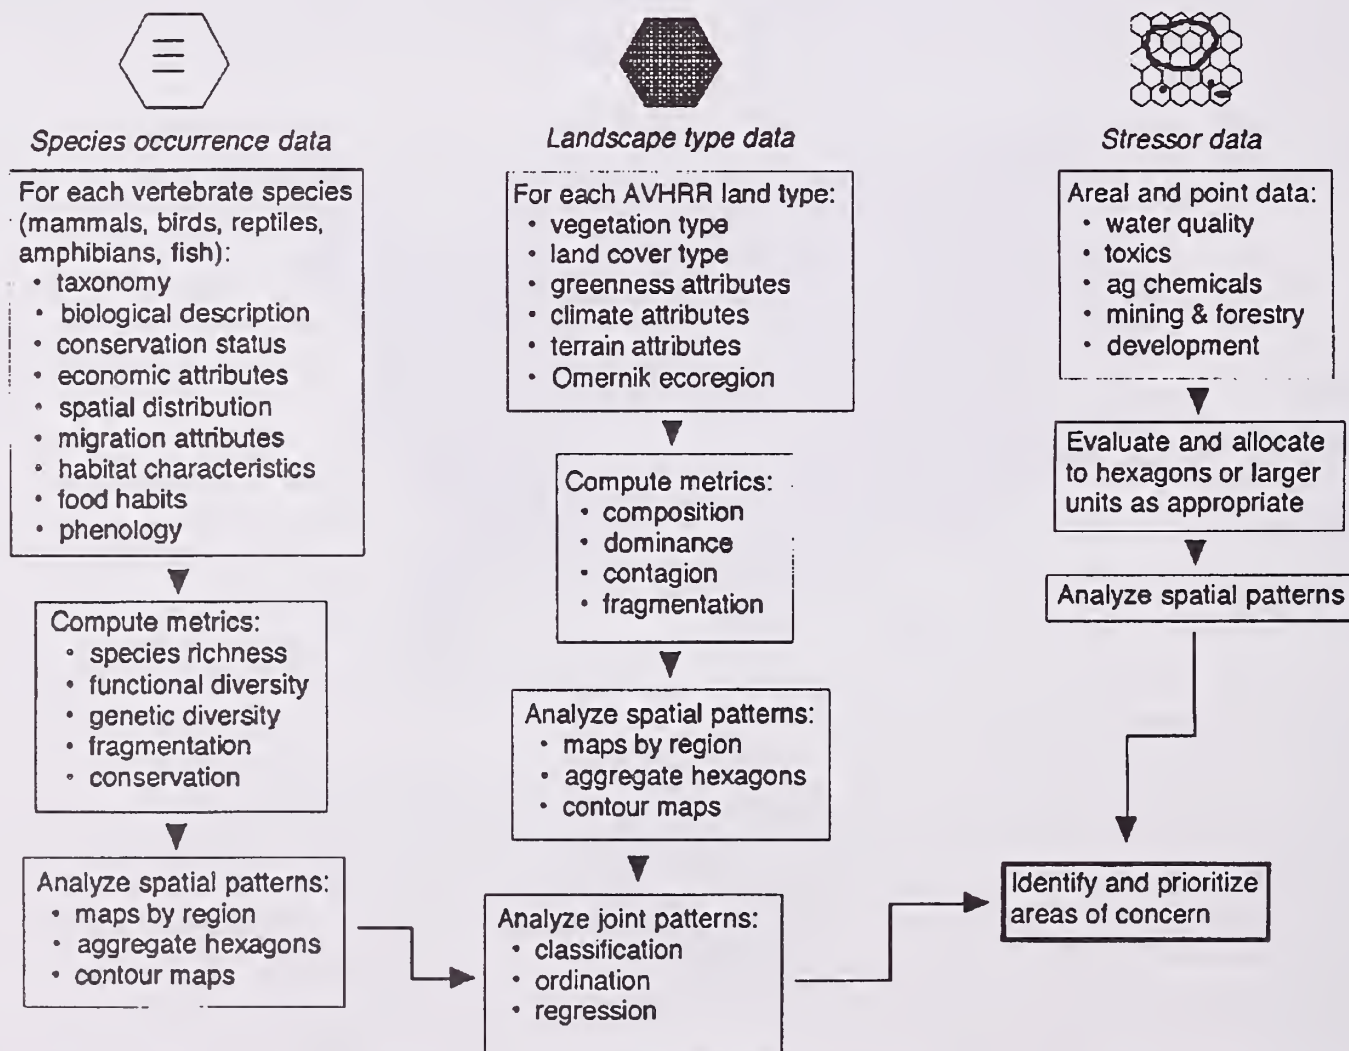 Species occurrence data
For each vertebrate species
(mammals, birds, reptiles,
amphibians, fish):
• taxonomy
• biological description
• conservation status
• economic attributes
• spatial distribution
• migration attributes
• habitat characteristics
• food habits
• phenology
Compute metrics:
• species richness
• functional diversity
• genetic diversity
• fragmentation
• conservation
Analyze spatial patterns:
• maps by region
• aggregate hexagons
• contour maps
Landscape type data
For each AVHRR land type:
• vegetation type
• land cover type
• greenness attributes
• climate attributes
• terrain attributes
• Omernik ecoregion
Compute metrics:
• composition
• dominance
• contagion
• fragmentation
Analyze spatial patterns:
• maps by region
• aggregate hexagons
• contour maps
Analyze joint patterns:
• classification
• ordination
• regression
Stressor data
Areal and point data:
• water quality
• toxics
• ag chemicals
• mining & forestry
• development
Evaluate and allocate
to hexagons or larger
units as appropriate
Analyze spatial patterns
Identify and prioritize
areas of concern